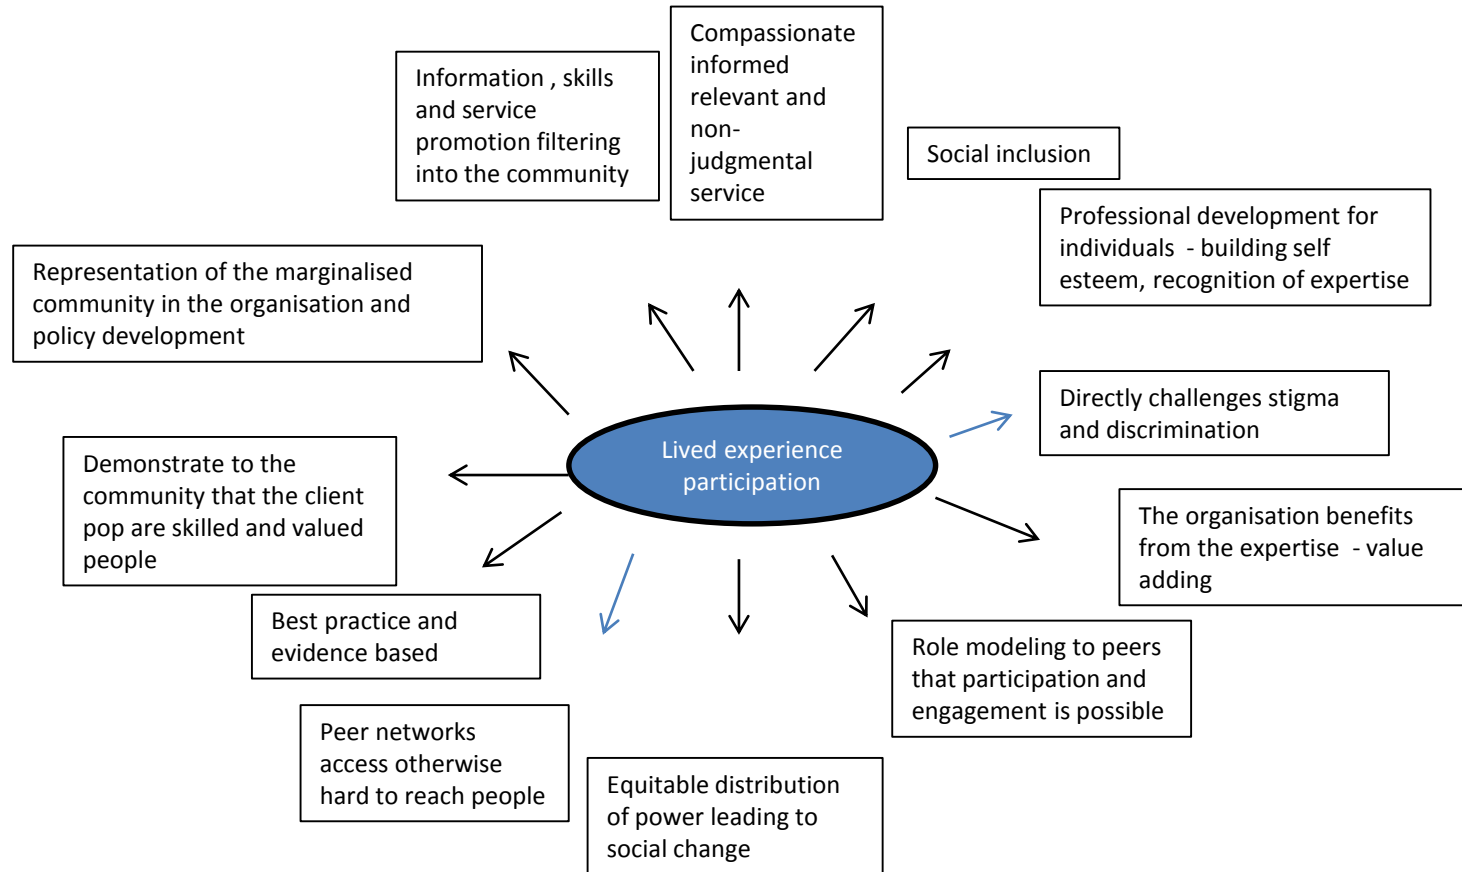 Compassionate
informed
relevant and
non-
judgmental
service
Information , skills
and service
promotion filtering
into the community
Social inclusion
Professional development for
individuals  - building self
esteem, recognition of expertise
Representation of the marginalised
community in the organisation and
policy development
Directly challenges stigma
and discrimination
Lived experience
participation
Demonstrate to the
community that the client
pop are skilled and valued
people
The organisation benefits
from the expertise  - value
adding
Best practice and
evidence based
Role modeling to peers
that participation and
engagement is possible
Peer networks
access otherwise
hard to reach people
Equitable distribution
of power leading to
social change